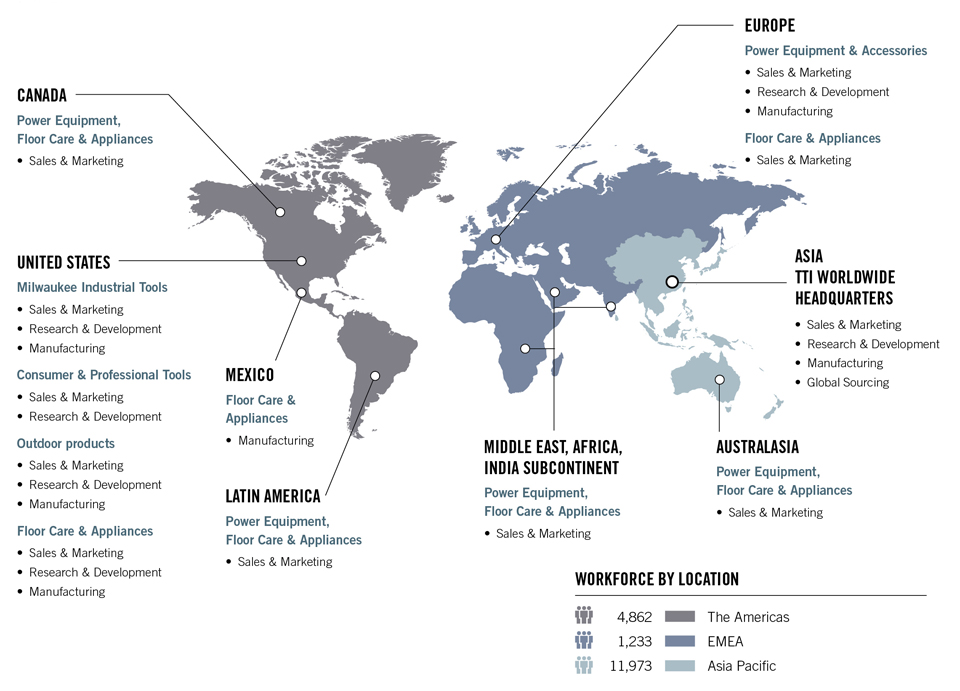 EUROPE
Power Equipment & Accessories
• Sales & Marketing
• Research & Development
• Manufacturing
Floor Care & Appliances
• Sales & Marketing
CANADA
Power Equipment,
Floor Care & Appliances
• Sales & Marketing
UNITED STATES
Milwaukee Industrial Tools
• Sales & Marketing
• Research & Development
• Manufacturing
Consumer & Professional Tools
• Sales & Marketing
• Research & Development
Outdoor products
• Sales & Marketing
• Research & Development
• Manufacturing
Floor Care & Appliances
• Sales & Marketing
• Research & Development
• Manufacturing
MEXICO
Floor Care &
Appliances
• Manufacturing
LATIN AMERICA
Power Equipment,
Floor Care & Appliances
• Sales & Marketing
MIDDLE EAST, AFRICA,
INDIA SUBCONTINENT
Power Equipment,
Floor Care & Appliances
• Sales & Marketing
ASIA
TTI WORLDWIDE
HEADQUARTERS
• Sales & Marketing
• Research & Development
• Manufacturing
• Global Sourcing
AUSTRALASIA
Power Equipment,
Floor Care & Appliances
• Sales & Marketing
WORKFORCE BY LOCATION
4,862 The Americas
1,233 EMEA
11,973 Asia Pacific